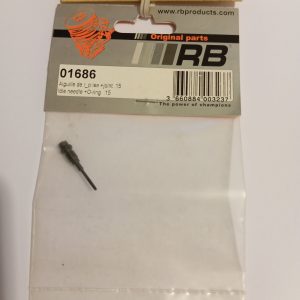 www.rbproducts.com
Original parts
RB
01686
Aiguille de + joint .15
Idle needle +O-ring .15
3 660884 003237
The power of champions